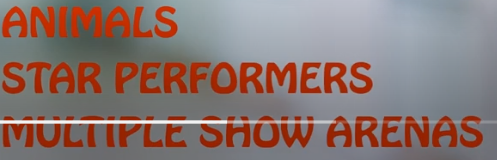 ANIMALS
STAR PERFORMERS
MULTIPLE SHOW ARENAS